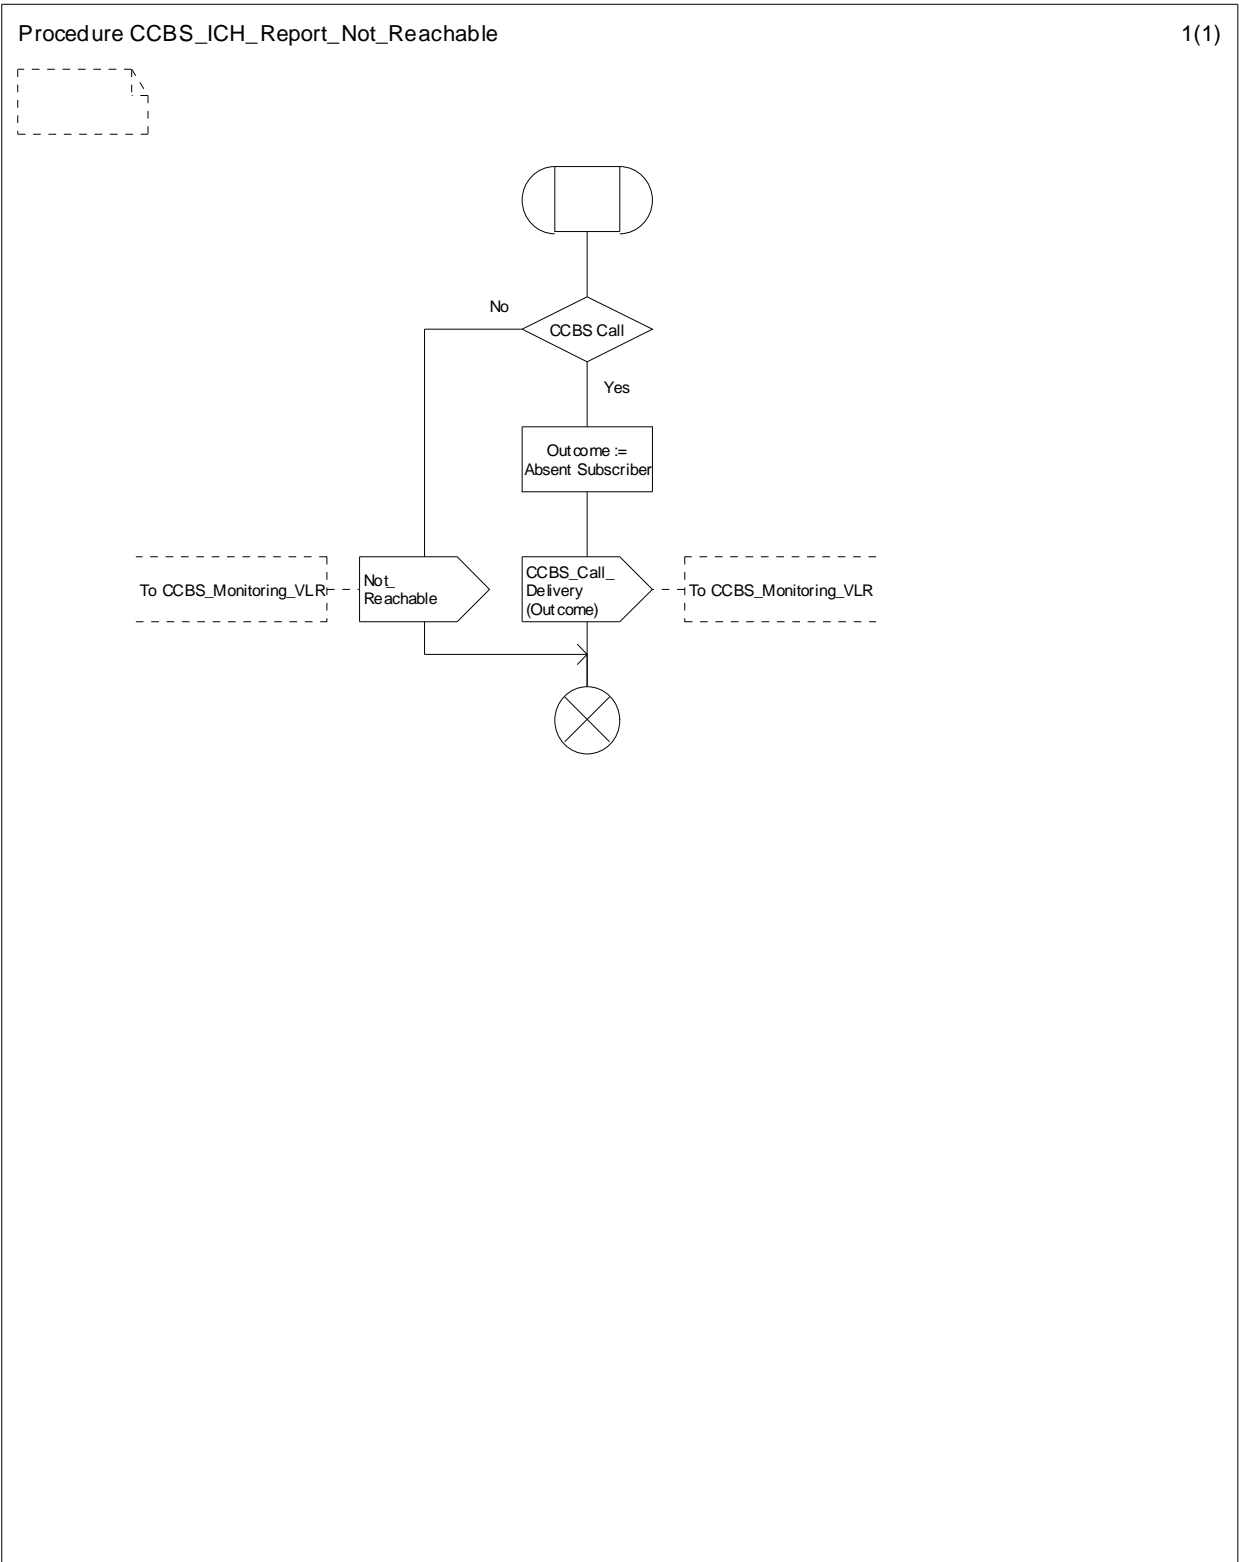 Procedure CCBS_ICH_Report_Not_Reachable
1(1)
No
CCBS Call
Yes
Outcome :=
Absent Subscriber
To CCBS_Monitoring_VLR
Not_
Reachable
CCBS_Call_
Delivery
(Outcome)
To CCBS_Monitoring_VLR